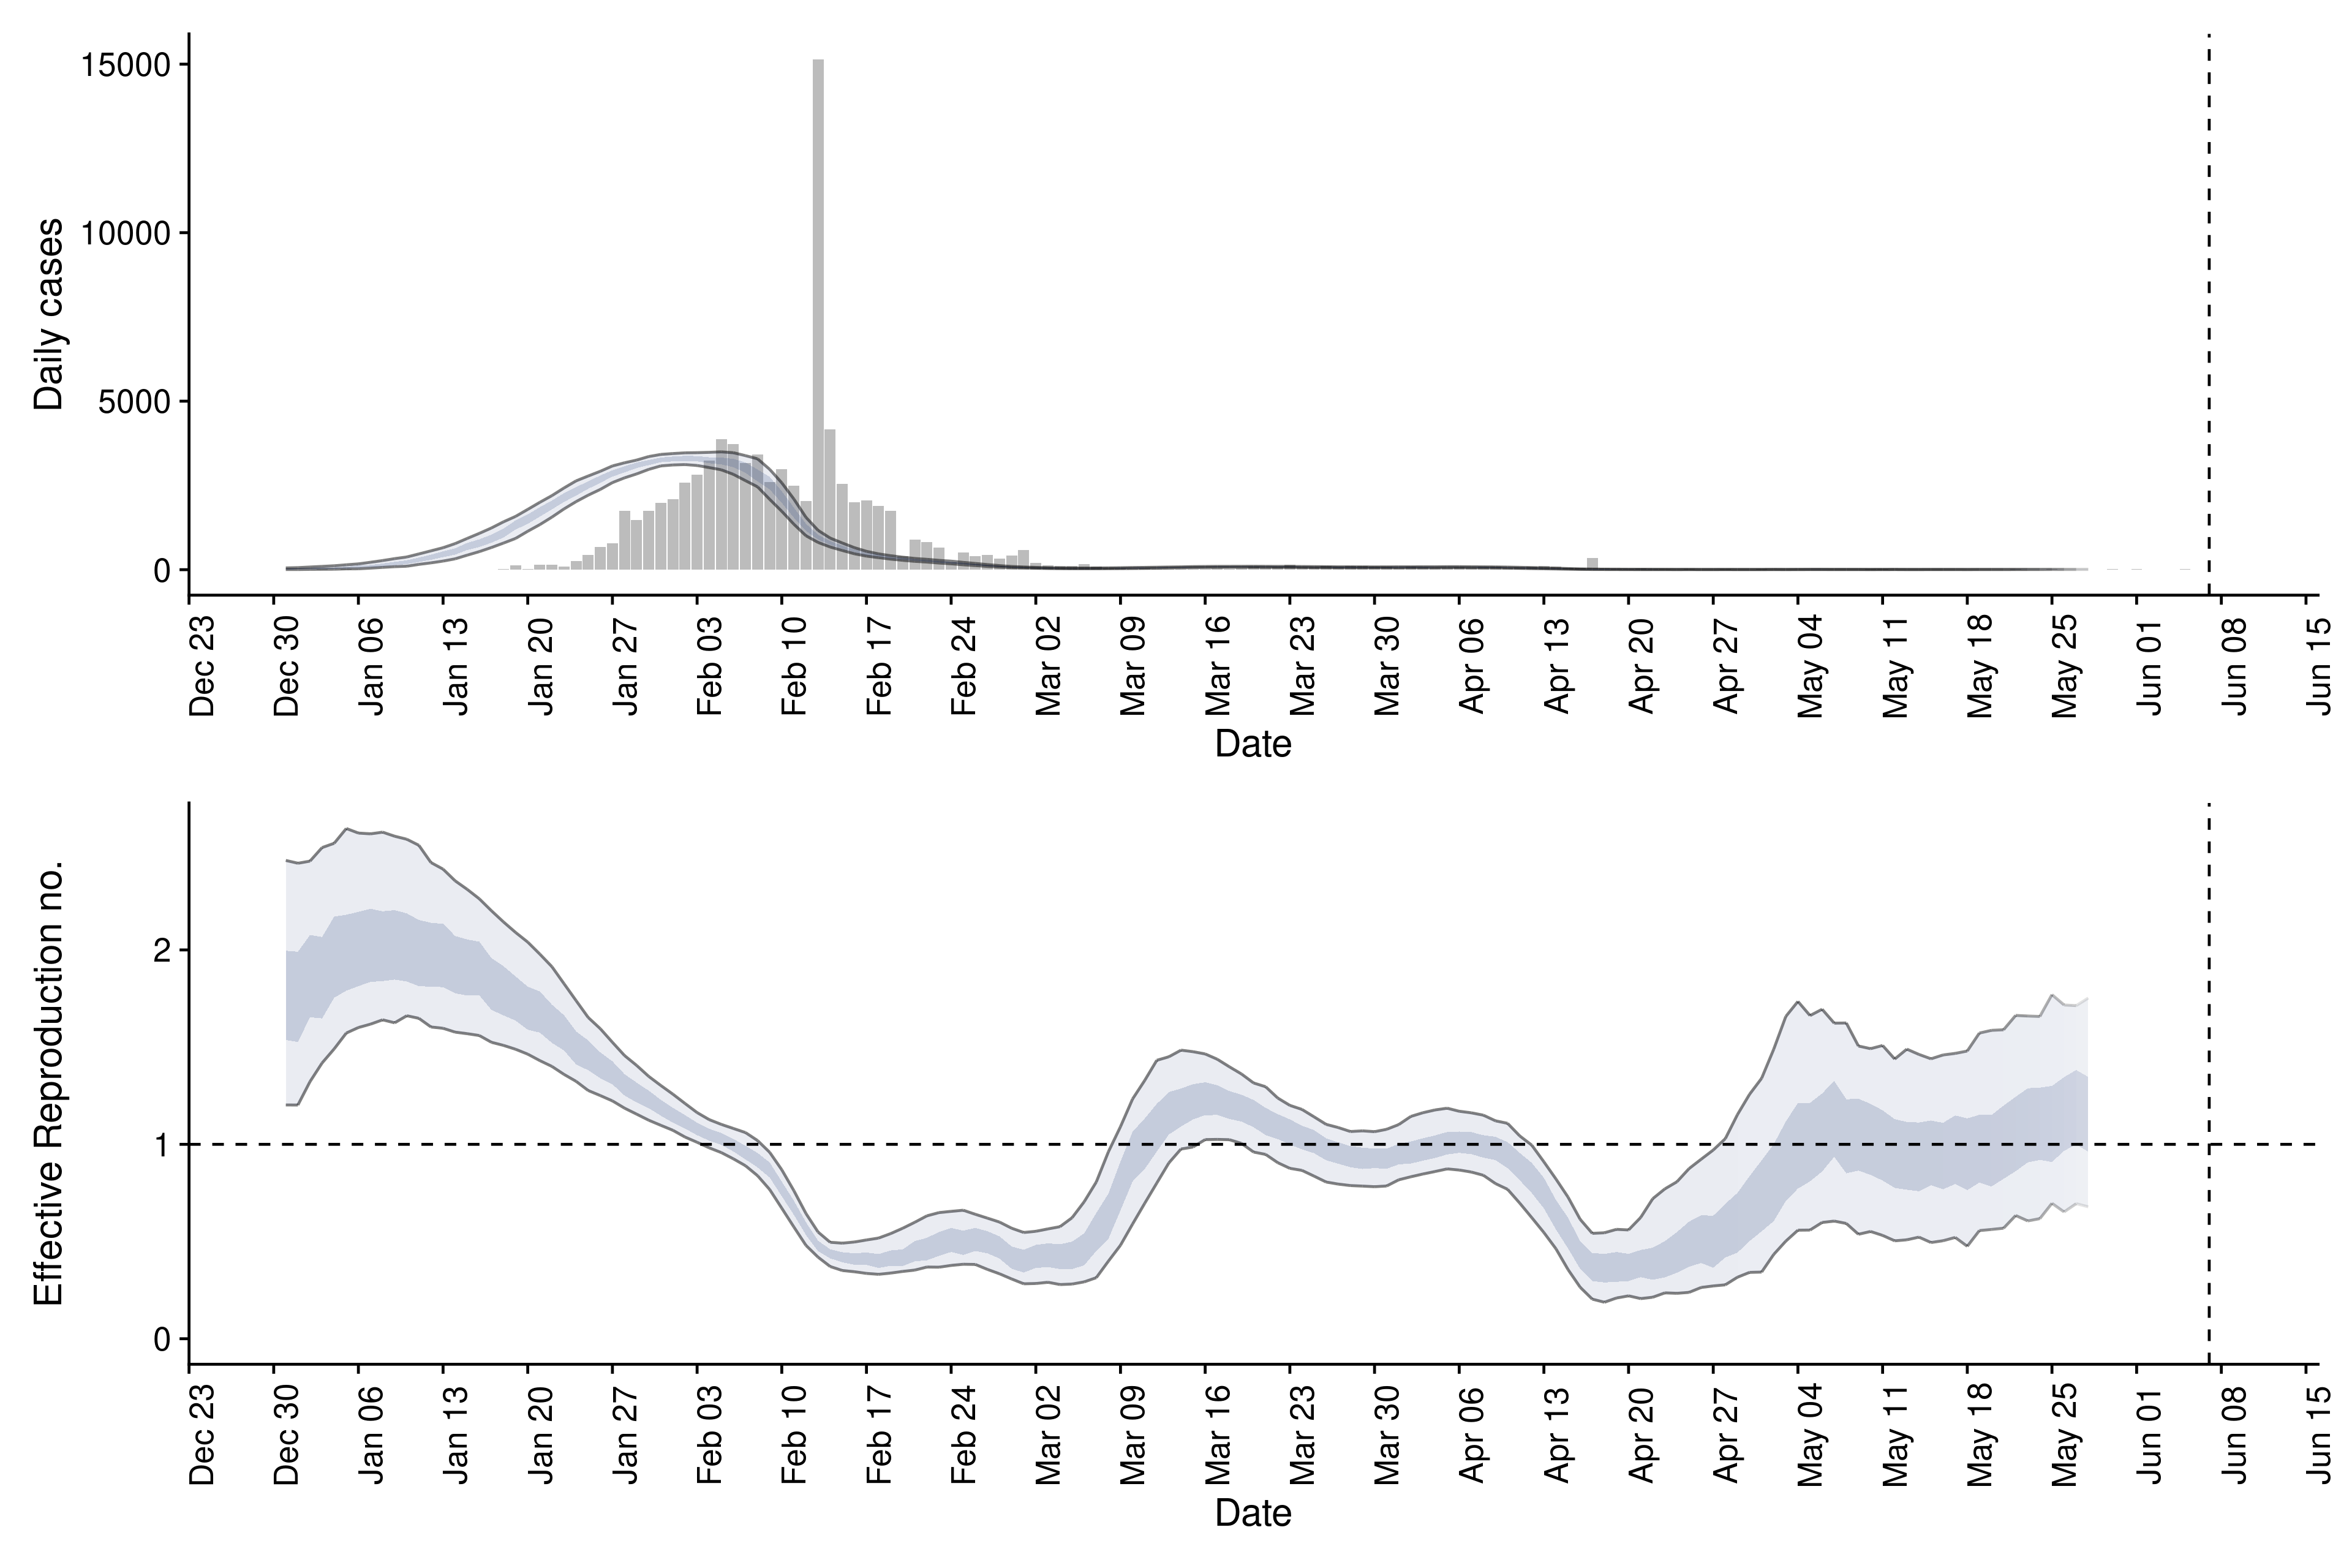 15000
10000
5000
0
Daily cases
Dec 23 Dec 30 Jan 06 Jan 13 Jan 20 Jan 27 Feb 03 Feb 10 Feb 17 Feb 24 Mar 02 Mar 09 Mar 16 Mar 23 Mar 30 Apr 06 Apr 13 Apr 20 Apr 27 May 04 May 11 May 18 May 25 Jun 01 Jun 08 Jun 15
Date
2
1
0
Effective Reproduction no.
Dec 23 Dec 30 Jan 06 Jan 13 Jan 20 Jan 27 Feb 03 Feb 10 Feb 17 Feb 24 Mar 02 Mar 09 Mar 16 Mar 23 Mar 30 Apr 06 Apr 13 Apr 20 Apr 27 May 04 May 11 May 18 May 25 Jun 01 Jun 08 Jun 15
Date